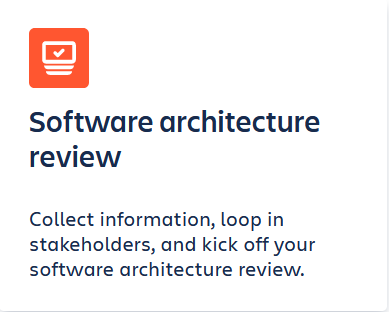 Software architecture
review
Collect information, loop in
stakeholders, and kick off your
software architecture review.